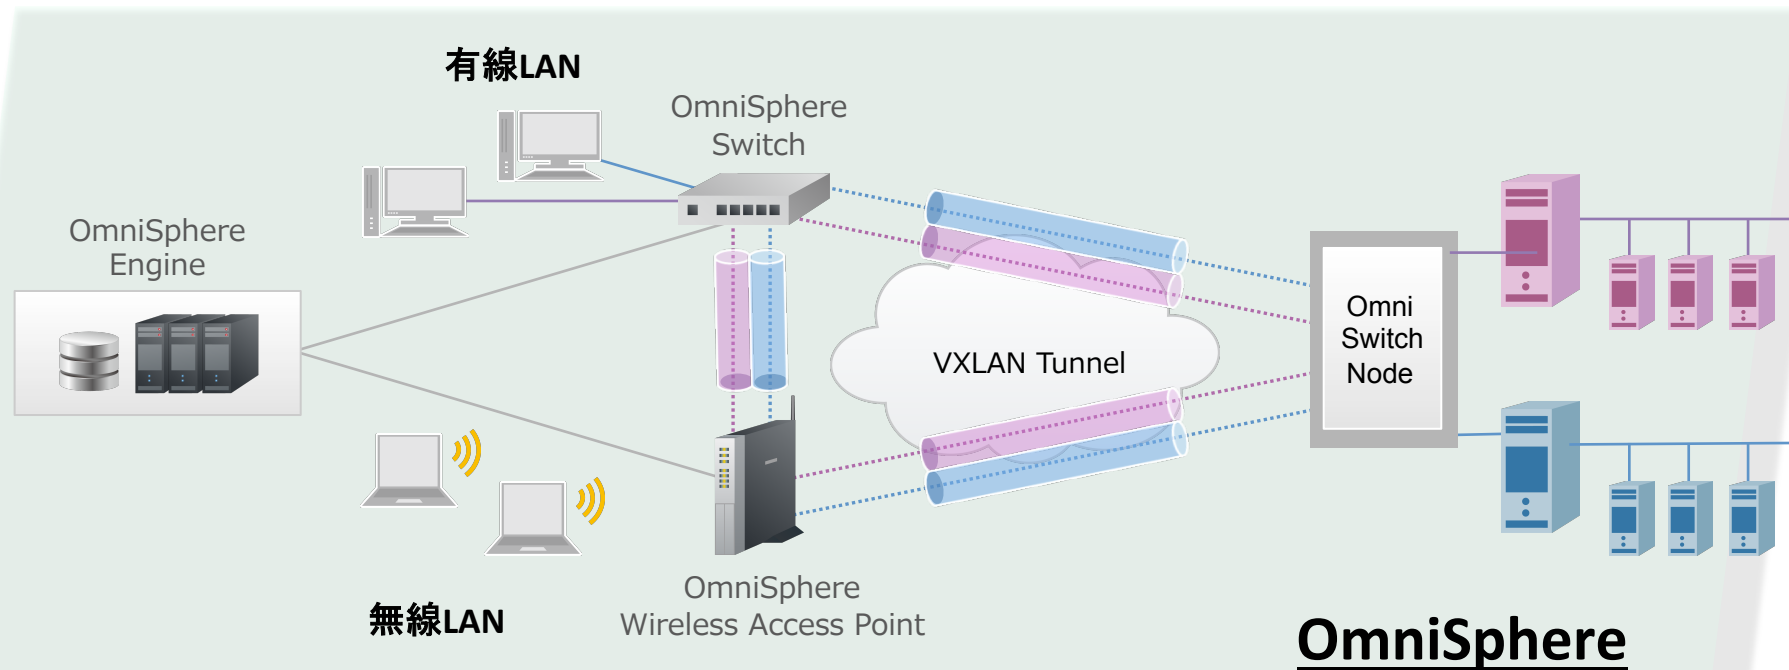 有線LAN
OmniSphere
Switch
OmniSphere
Engine
VXLAN Tunnel
Omni
Switch
Node
無線LAN
OmniSphere
Wireless Access Point
OmniSphere